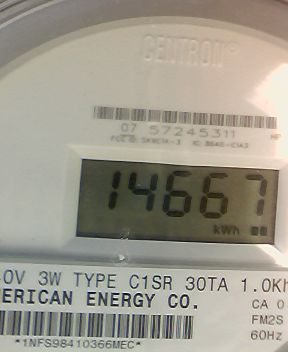 CENTRON®
07 57245311
14667
kWh
0V 3W TYPE C1SR 30TA 1.0Kh
ERICAN ENERGY CO.
CA 0
FM2S
60Hz
*1NFS98410366MEC*